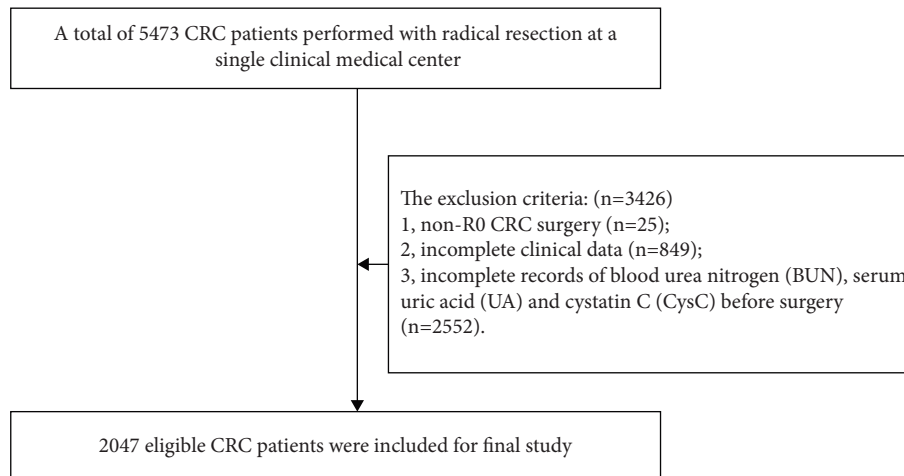 A total of 5473 CRC patients performed with radical resection at a
single clinical medical center
The exclusion criteria: (n=3426)
1, non-R0 CRC surgery (n=25);
2, incomplete clinical data (n=849);
3, incomplete records of blood urea nitrogen (BUN), serum
uric acid (UA) and cystatin C (CysC) before surgery
(n=2552).
2047 eligible CRC patients were included for final study